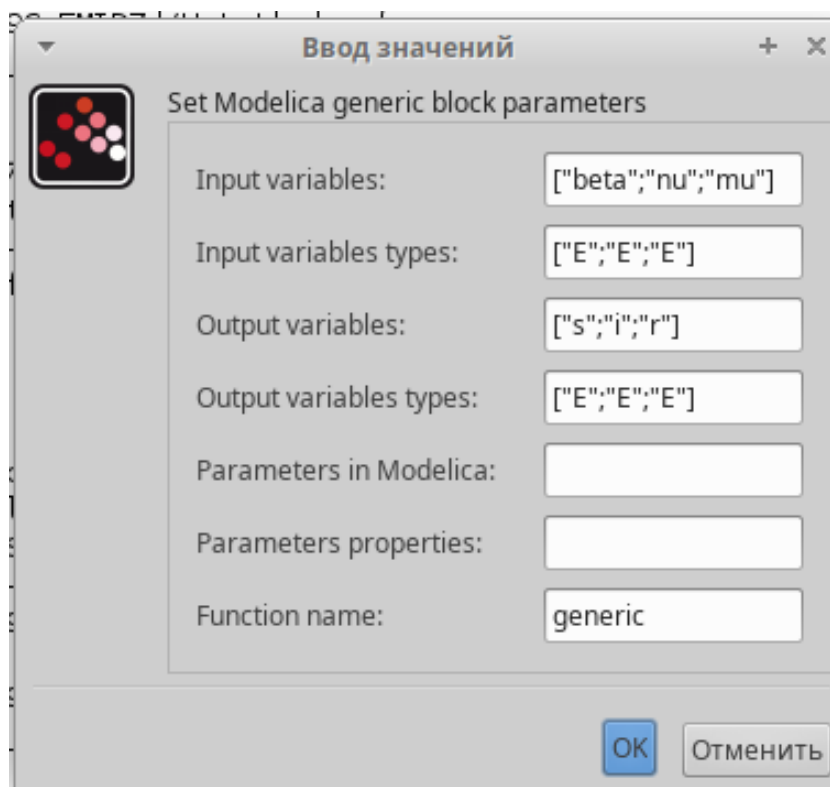 Ввод значений
Set Modelica generic block parameters
Input variables: ["beta";"nu";"mu"]
Input variables types: ["E";"E";"E"]
Output variables: ["s";"i";"r"]
Output variables types: ["E";"E";"E"]
Parameters in Modelica:
Parameters properties:
Function name: generic
OK Отменить